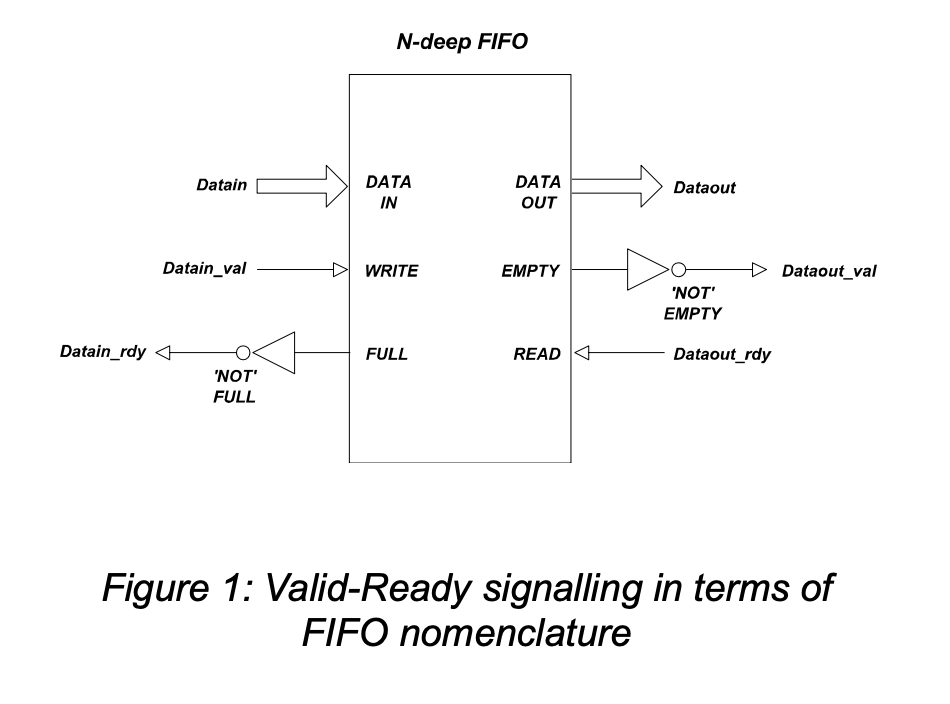 N-deep FIFO
Datain
DATA
IN
DATA
OUT
Dataout
Datain_val
WRITE
EMPTY
Dataout_val
'NOT'
EMPTY
Datain_rdy
FULL
READ
Dataout_rdy
'NOT'
FULL
Figure 1: Valid-Ready signalling in terms of
FIFO nomenclature